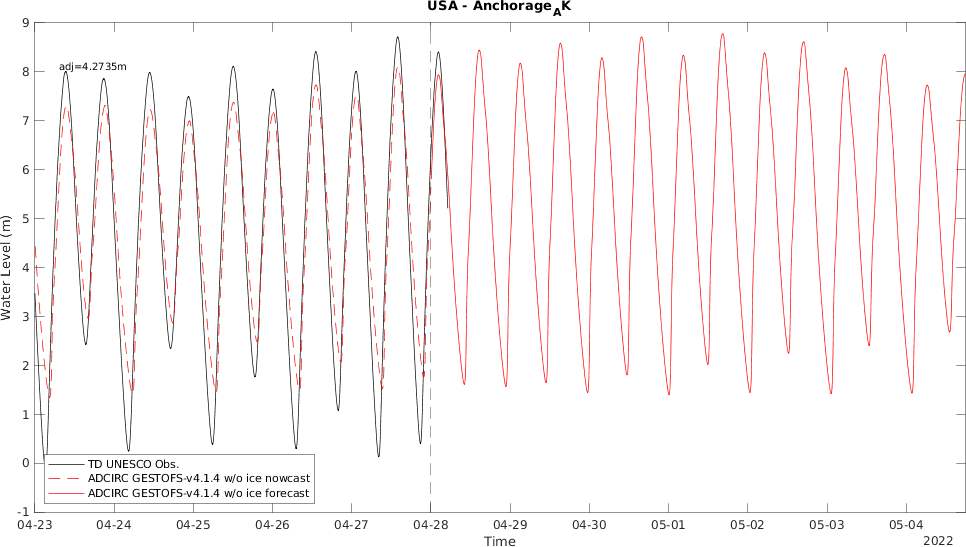 USA - Anchorage_AK
9
8
7
6
5
4
3
2
1
0
-1
Water Level (m)
adj=4.2735m
TD UNESCO Obs.
ADCIRC GESTOFS-v4.1.4 w/o ice nowcast
ADCIRC GESTOFS-v4.1.4 w/o ice forecast
04-23 04-24 04-25 04-26 04-27 04-28 04-29 04-30 05-01 05-02 05-03 05-04
Time
2022